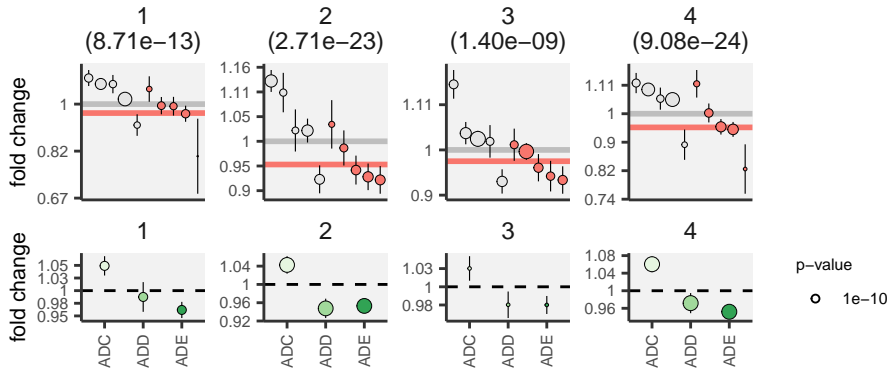 1
(8.71e−13)
2
(2.71e−23)
3
(1.40e−09)
4
(9.08e−24)
fold change
1
0.82
0.67
1.16
1.11
1.05
1
0.95
0.9
1.11
1
0.9
1.11
1
0.9
0.82
0.74
1
2
3
4
fold change
1.05
1.03
1
0.98
0.95
1.04
1
0.96
0.92
1.03
1
0.98
1.08
1.04
1
0.96
ADC
ADD
ADE
ADC
ADD
ADE
ADC
ADD
ADE
ADC
ADD
ADE
p−value
1e−10